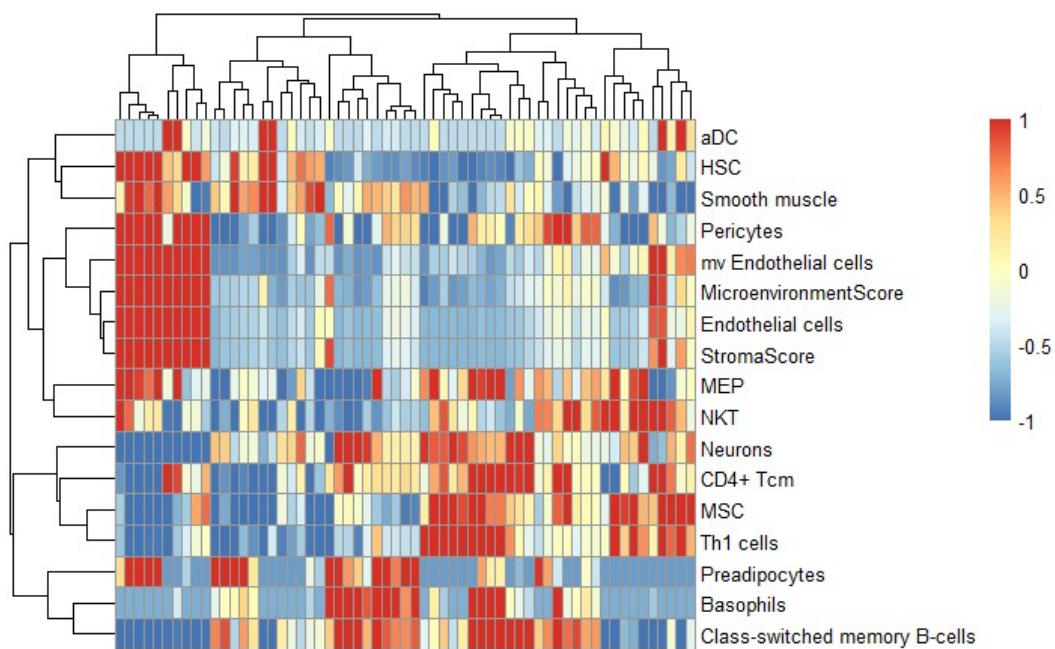 aDC
HSC
Smooth muscle
Pericytes
mv Endothelial cells
MicroenvironmentScore
Endothelial cells
StromaScore
MEP
NKT
Neurons
CD4+ Tcm
MSC
Th1 cells
Preadipocytes
Basophils
Class-switched memory B-cells
1
0.5
0
-0.5
-1